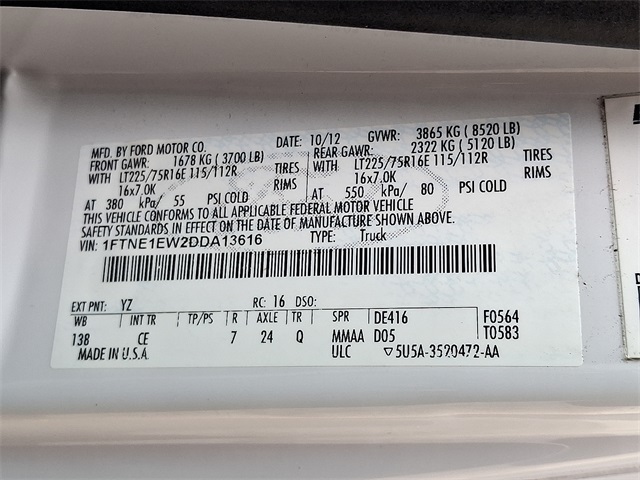 MFD. BY FORD MOTOR CO. DATE: 10/12 GVWR: 3865 KG ( 8520 LB)
FRONT GAWR: 1678 KG ( 3700 LB) REAR GAWR: 2322 KG ( 5120 LB)
WITH LT225/75R16E 115/112R TIRES WITH LT225/75R16E 115/112R TIRES
16x7.0K RIMS 16x7.0K RIMS
AT 380 kPa/ 55 PSI COLD AT 550 kPa/ 80 PSI COLD
THIS VEHICLE CONFORMS TO ALL APPLICABLE FEDERAL MOTOR VEHICLE
SAFETY STANDARDS IN EFFECT ON THE DATE OF MANUFACTURE SHOWN ABOVE.
VIN: 1FTNE1EW2DDA13616 TYPE: Truck
EXT PNT: YZ RC: 16 DSO:
WB INT TR TP/PS R AXLE TR SPR DE416 F0564
138 CE 7 24 Q MMAA D05 T0583
MADE IN U.S.A. ULC ▽5U5A-3520472-AA